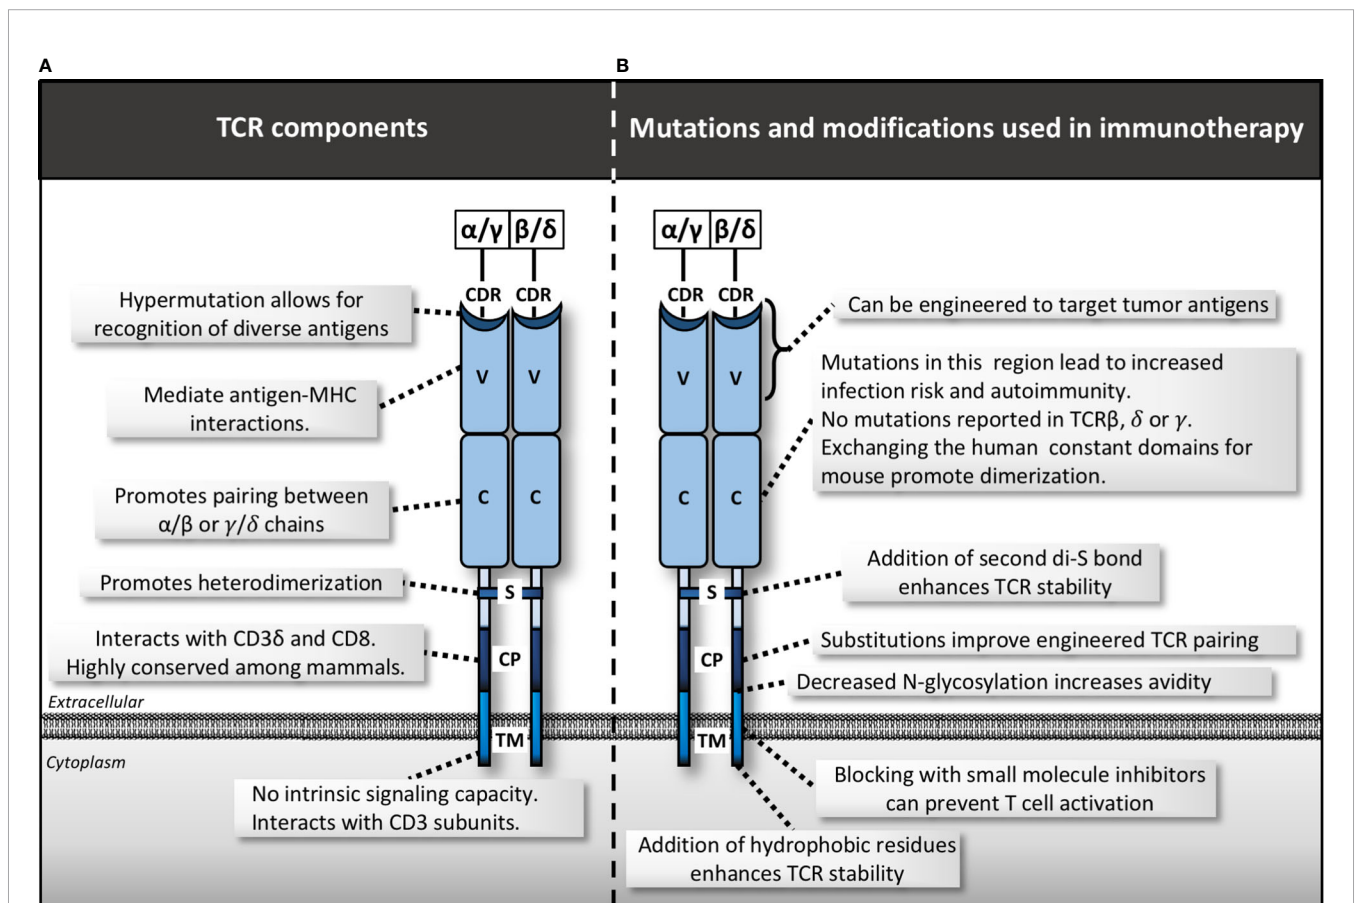 A
B
TCR components
Mutations and modifications used in immunotherapy
α/γ β/δ
CDR CDR
Hypermutation allows for
recognition of diverse antigens
V V
Mediate antigen-MHC
interactions.
C C
Promotes pairing between
α/β or γ/δ chains
Promotes heterodimerization
S
Interacts with CD3δ and CD8.
Highly conserved among mammals.
CP
Extracellular
TM
Cytoplasm
No intrinsic signaling capacity.
Interacts with CD3 subunits.
α/γ β/δ
CDR CDR
Can be engineered to target tumor antigens
V V
Mutations in this region lead to increased
infection risk and autoimmunity.
No mutations reported in TCRβ, δ or γ.
Exchanging the human constant domains for
mouse promote dimerization.
C C
Addition of second di-S bond
enhances TCR stability
S
Substitutions improve engineered TCR pairing
CP
Decreased N-glycosylation increases avidity
TM
Blocking with small molecule inhibitors
can prevent T cell activation
Addition of hydrophobic residues
enhances TCR stability